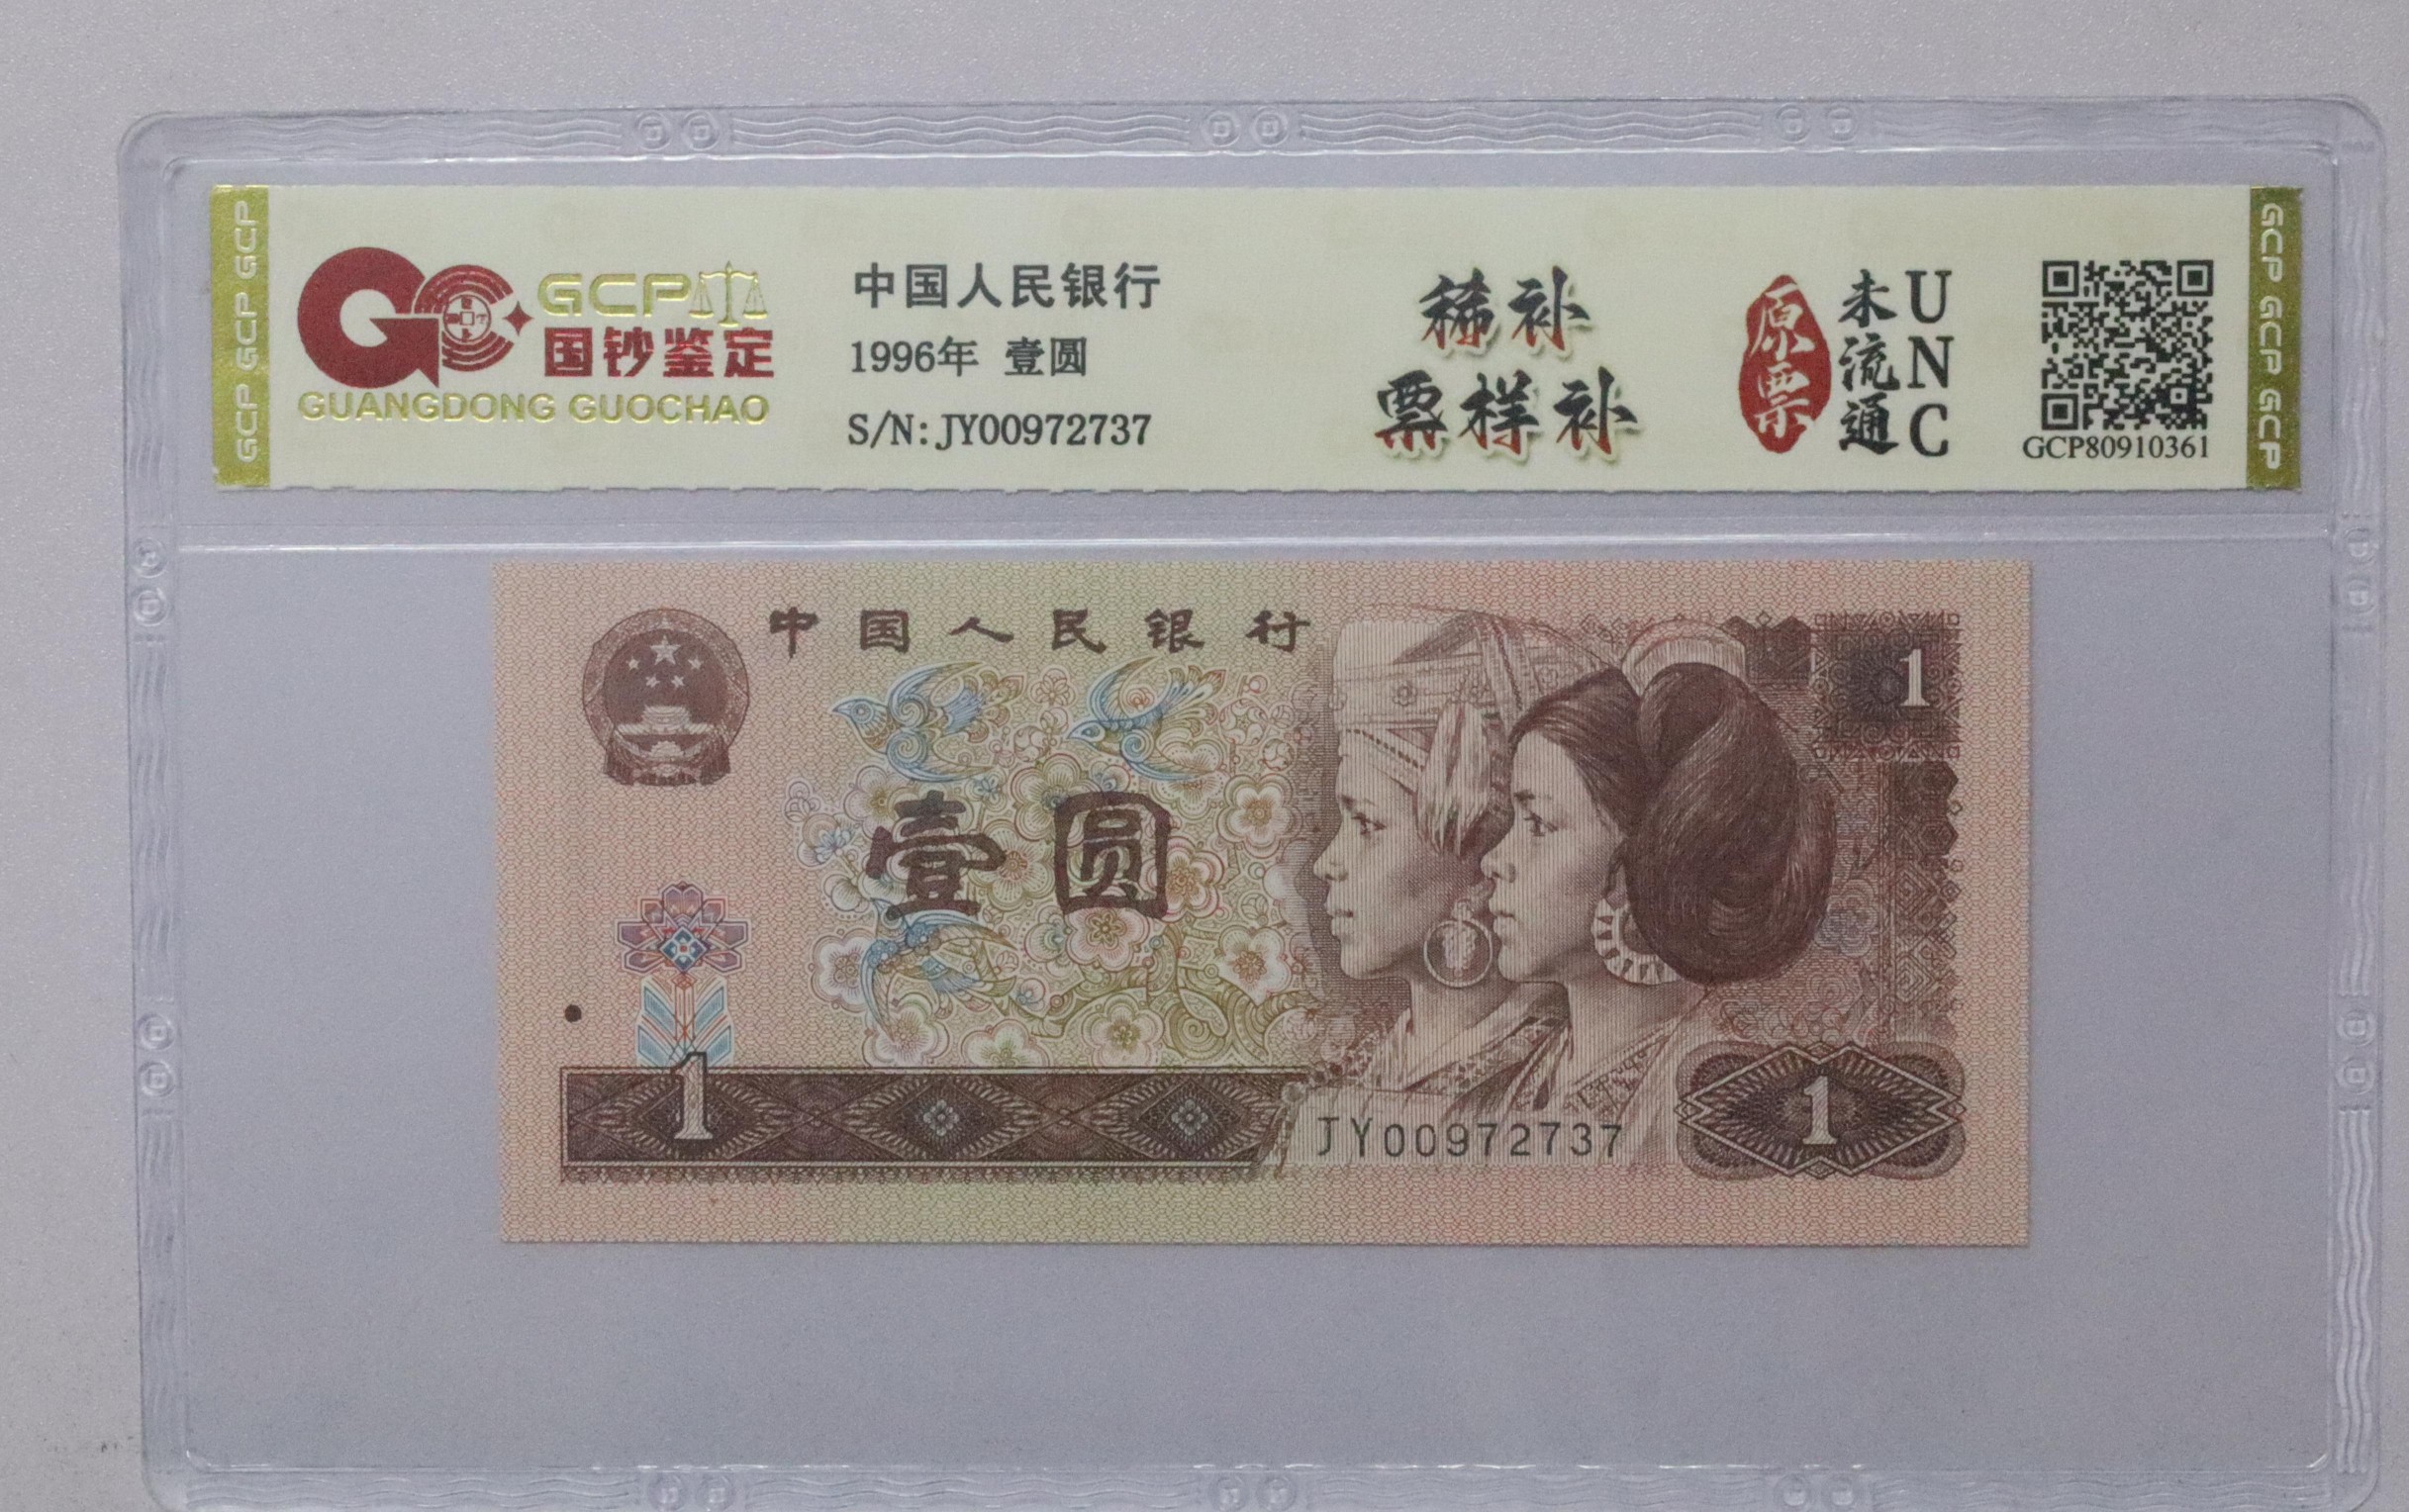 GCP GCP GCP
GCP
国钞鉴定
GUANGDONG GUOCHAO
中国人民银行
1996年 壹圆
S/N:JY00972737
稀补
票样补
原票
未流通
UNC
GCP80910361
GCP GCP GCP
中国人民银行
1
壹圆
1
JY00972737
1